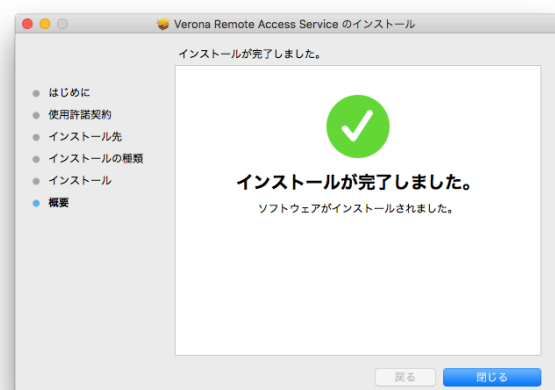 Verona Remote Access Service のインストール
インストールが完了しました。
はじめに
使用許諾契約
インストール先
インストールの種類
インストール
概要
インストールが完了しました。
ソフトウェアがインストールされました。
戻る
閉じる